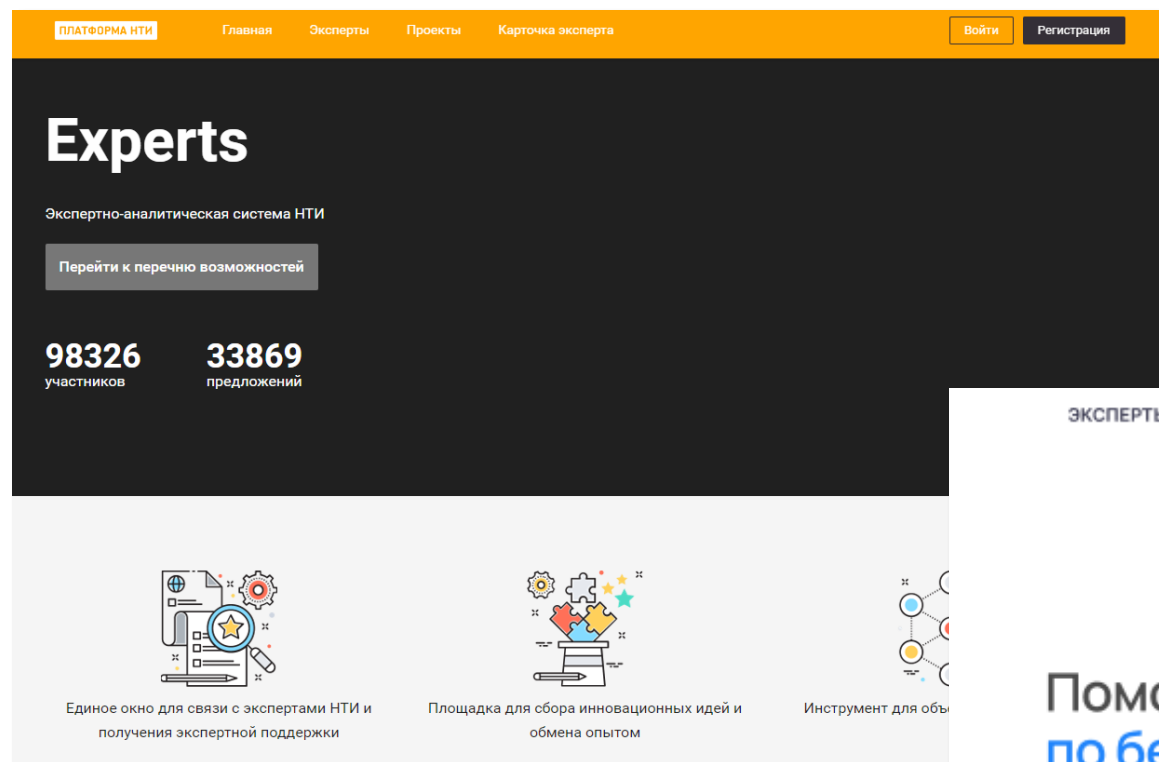 ПЛАТФОРМА НТИ Главная Эксперты Проекты Карточка эксперта Войти Регистрация
Experts
Экспертно-аналитическая система НТИ
Перейти к перечню возможностей
98326 33869
участников предложений
Единое окно для связи с экспертами НТИ и
получения экспертной поддержки
Площадка для сбора инновационных идей и
обмена опытом
Инструмент для